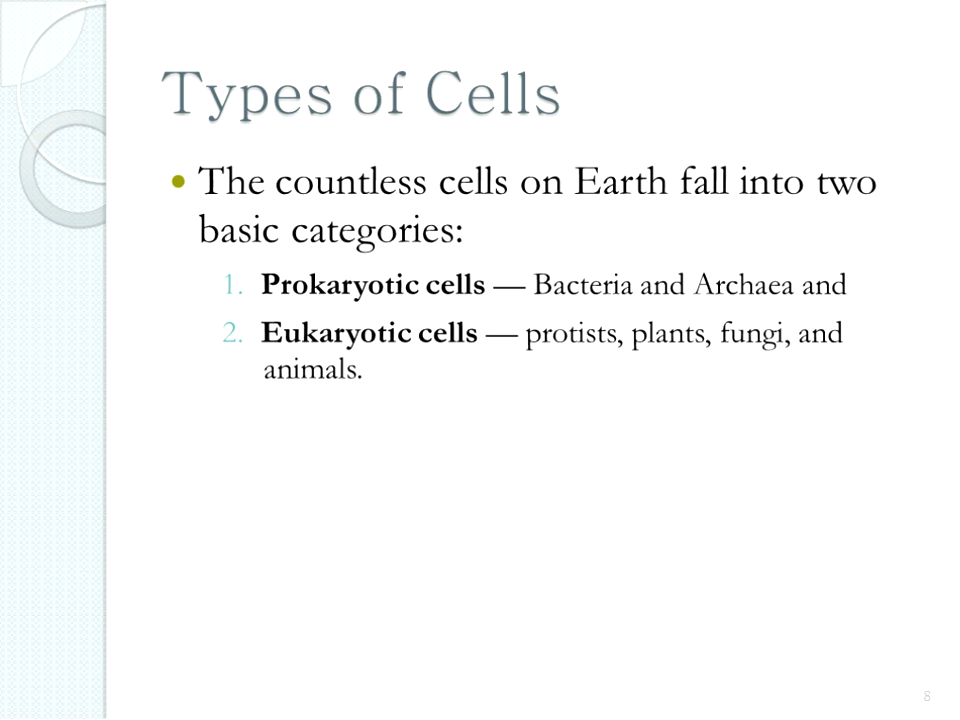 Types of Cells
• The countless cells on Earth fall into two
basic categories:
1. Prokaryotic cells — Bacteria and Archaea and
2. Eukaryotic cells — protists, plants, fungi, and
animals.
8